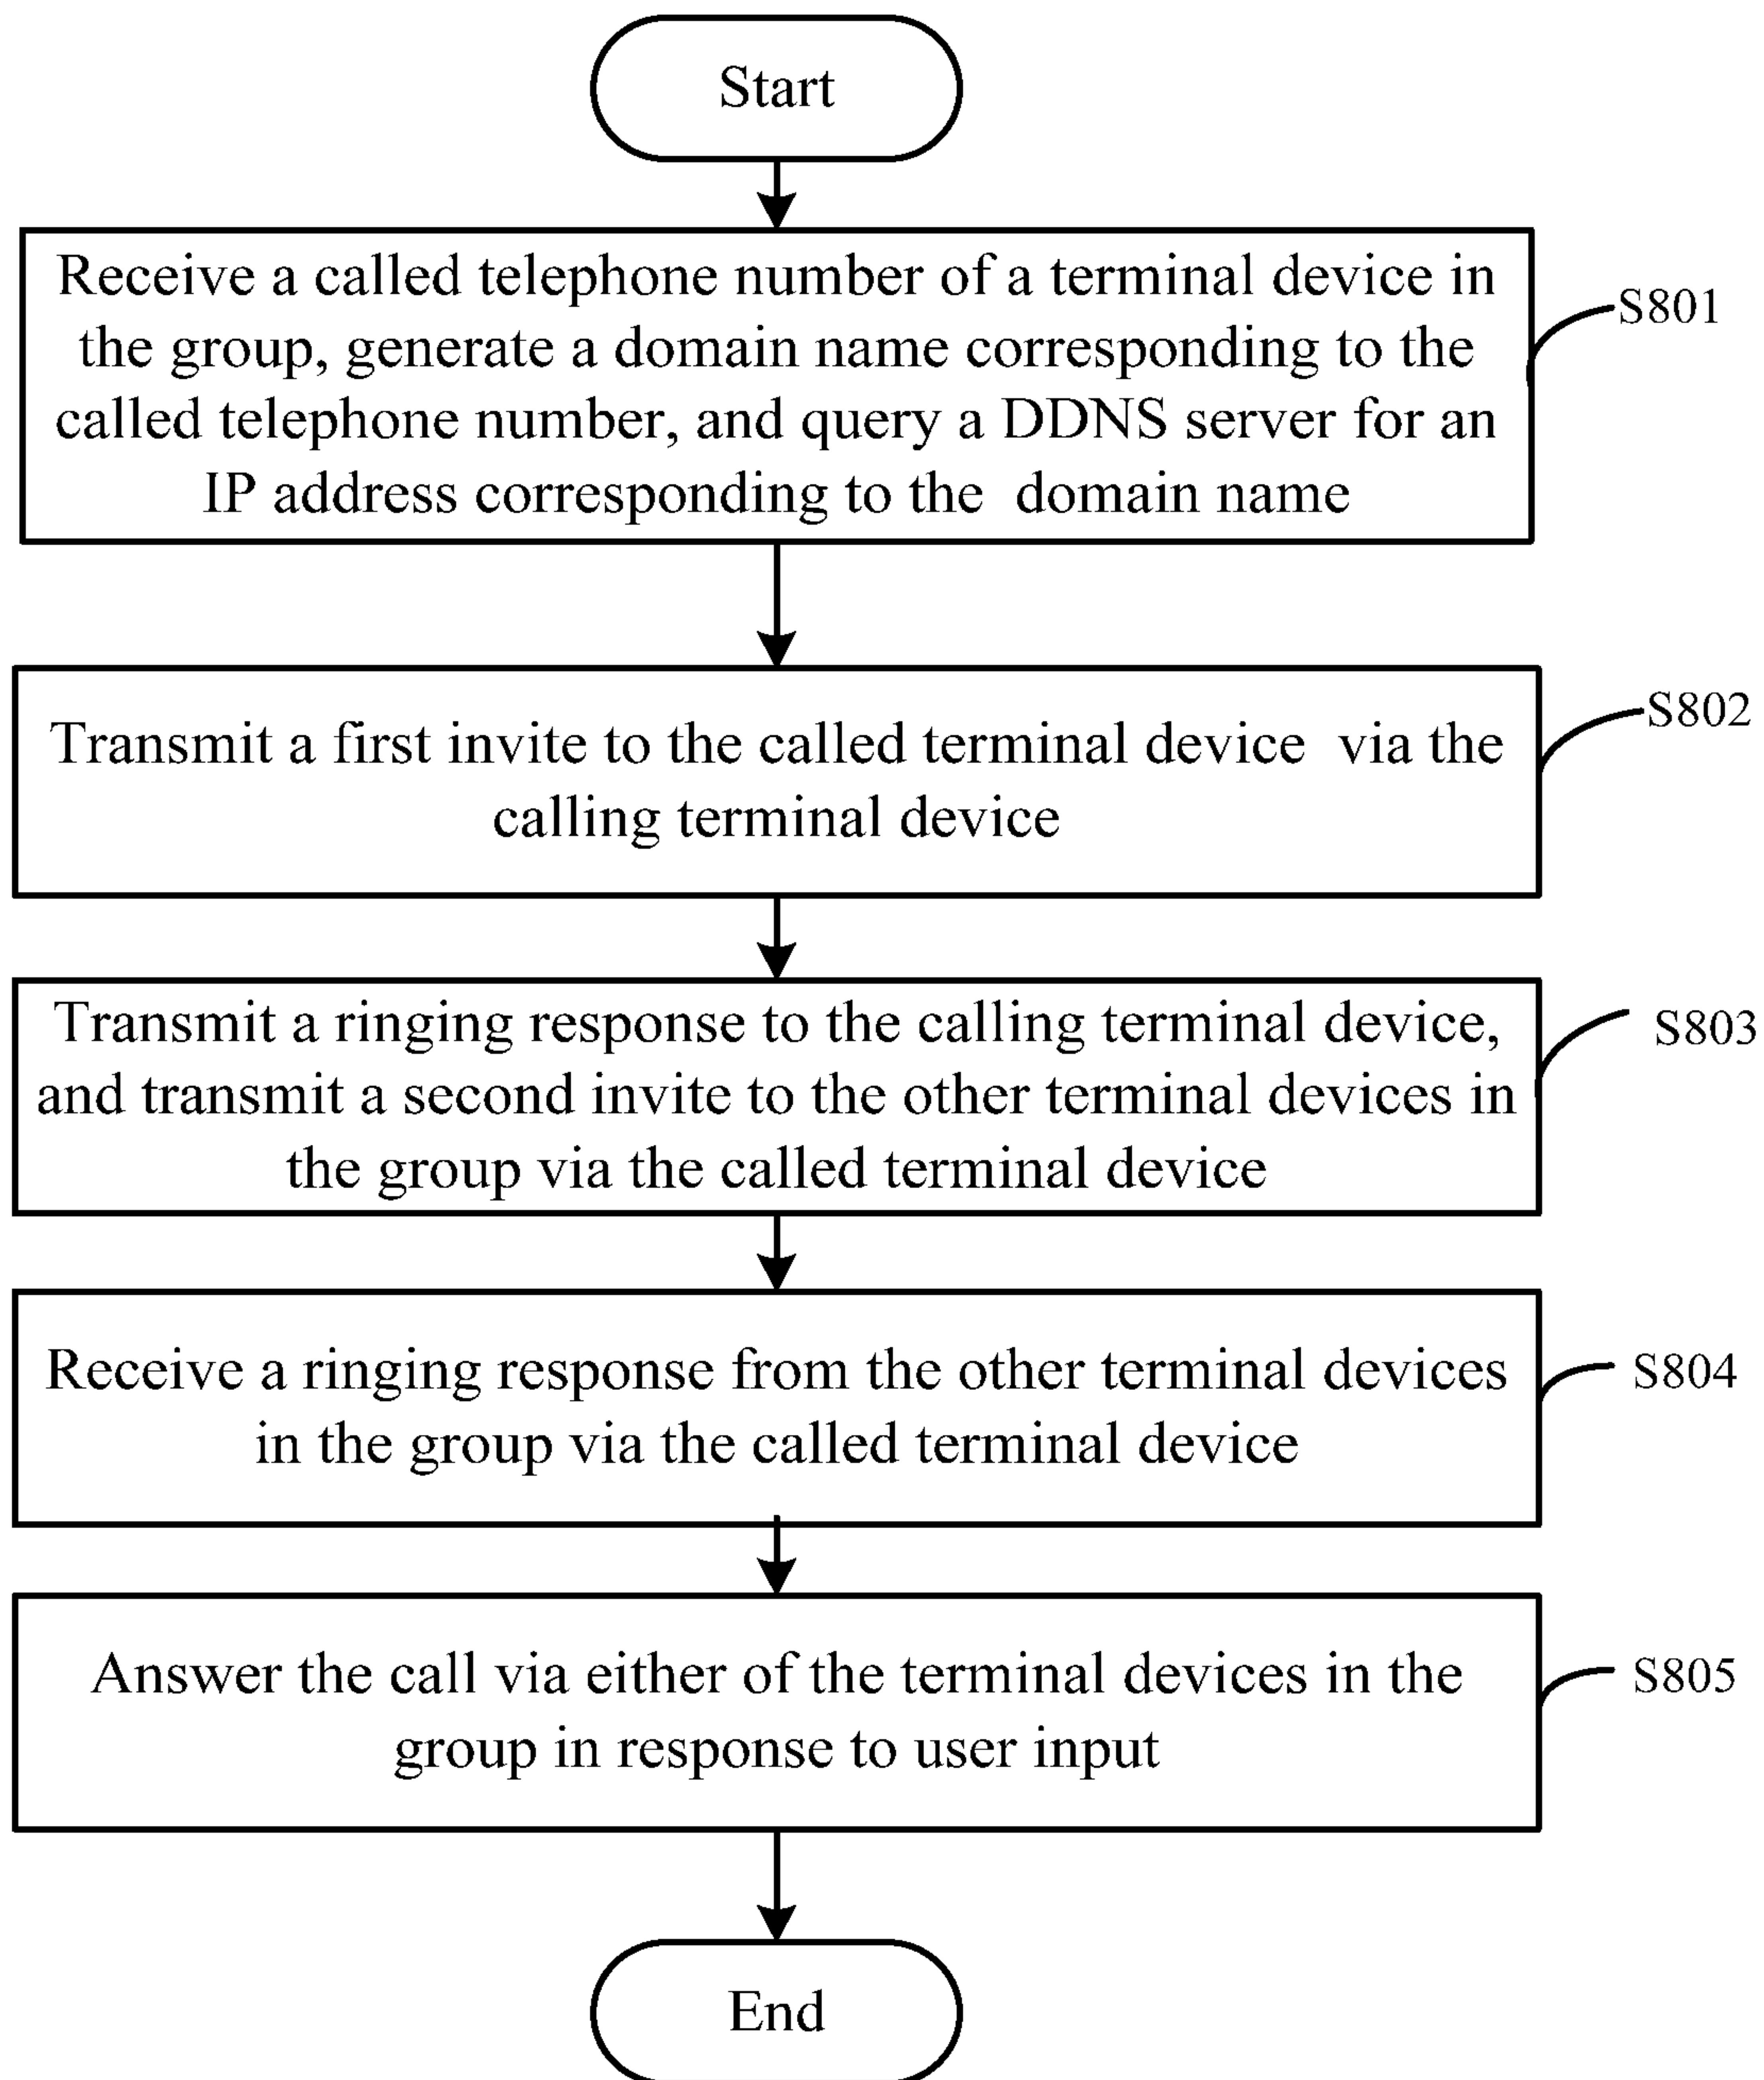 Start
Receive a called telephone number of a terminal device in
the group, generate a domain name corresponding to the
called telephone number, and query a DDNS server for an
IP address corresponding to the domain name
S801
Transmit a first invite to the called terminal device via the
calling terminal device
S802
Transmit a ringing response to the calling terminal device,
and transmit a second invite to the other terminal devices in
the group via the called terminal device
S803
Receive a ringing response from the other terminal devices
in the group via the called terminal device
S804
Answer the call via either of the terminal devices in the
group in response to user input
S805
End